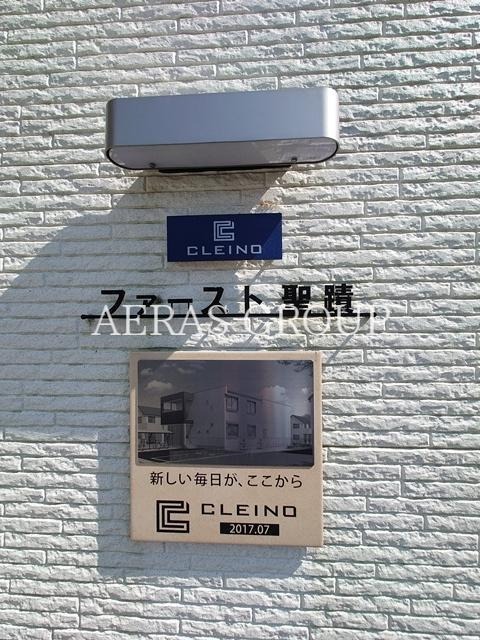 CLEINO
ファースト 聖蹟
AERAS GROUP
新しい毎日が、ここから
CLEINO
2017.07